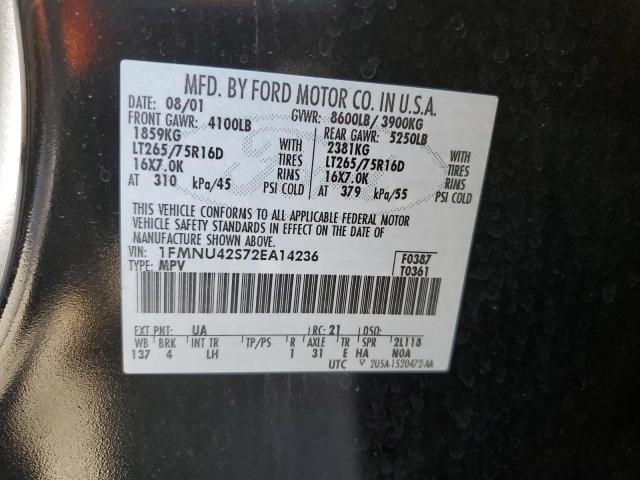 MFD. BY FORD MOTOR CO. IN U.S.A.
DATE: 08/01 GVWR: 8600LB/ 3900KG
FRONT GAWR: 4100LB REAR GAWR: 5250LB
1859KG WITH 2381KG WITH
LT265/75R16D TIRES LT265/75R16D TIRES
16X7.0K RIMS 16X7.0K RIMS
AT 310 kPa/45 PSI COLD AT 379 kPa/55 PSI COLD
THIS VEHICLE CONFORMS TO ALL APPLICABLE FEDERAL MOTOR
VEHICLE SAFETY AND BUMPER STANDARDS IN EFFECT ON THE DATE OF
MANUFACTURE SHOWN ABOVE.
VIN: 1FMNU42S72EA14236 F0387
TYPE: MPV T0361
EXT PNT: UA RC: 21 DSO:
WB BRK INT TR TP/PS R AXLE TR SPR 2L118
137 4 LH 1 31 E HA NOA
UTC ▽ 2U5A-1520472-AA